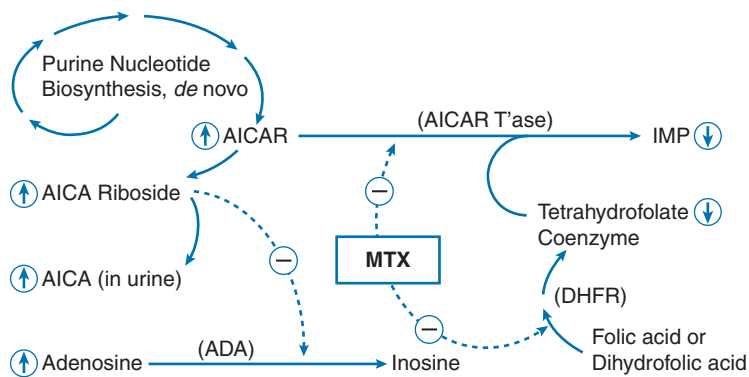 Purine Nucleotide
Biosynthesis, de novo
(AICAR T'ase)
AICAR
IMP
AICA Riboside
Tetrahydrofolate
Coenzyme
MTX
AICA (in urine)
(DHFR)
(ADA)
Folic acid or
Dihydrofolic acid
Adenosine
Inosine